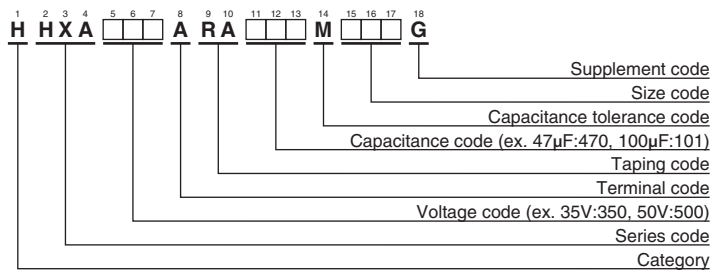 1 2 3 4 5 6 7 8 9 10 11 12 13 14 15 16 17 18
H HXA □□□ A RA □□□ M □□□ G
Supplement code
Size code
Capacitance tolerance code
Capacitance code (ex. 47µF:470, 100µF:101)
Taping code
Terminal code
Voltage code (ex. 35V:350, 50V:500)
Series code
Category